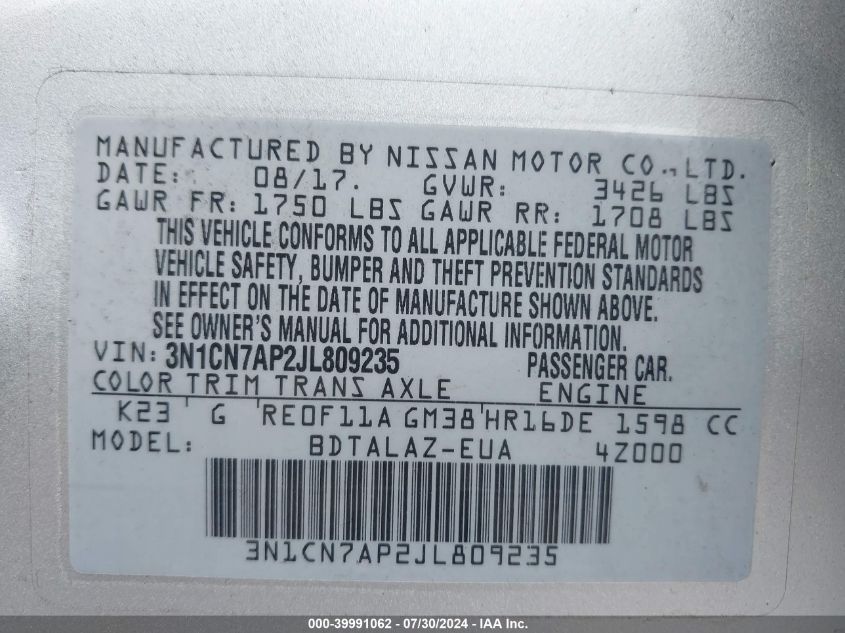 MANUFACTURED BY NISSAN MOTOR CO., LTD.
DATE: 08/17. GVWR: 3426 LBS
GAWR FR: 1750 LBS GAWR RR: 1708 LBS
THIS VEHICLE CONFORMS TO ALL APPLICABLE FEDERAL MOTOR
VEHICLE SAFETY, BUMPER AND THEFT PREVENTION STANDARDS
IN EFFECT ON THE DATE OF MANUFACTURE SHOWN ABOVE.
SEE OWNER'S MANUAL FOR ADDITIONAL INFORMATION.
VIN: 3N1CN7AP2JL809235 PASSENGER CAR.
COLOR TRIM TRANS AXLE ENGINE
K23 G RE0F11A GM38 HR16DE 1598 CC
MODEL: BDTALAZ-EUA 4Z000
3N1CN7AP2JL809235
000-39991062 / 07/30/2024 - IAA Inc.